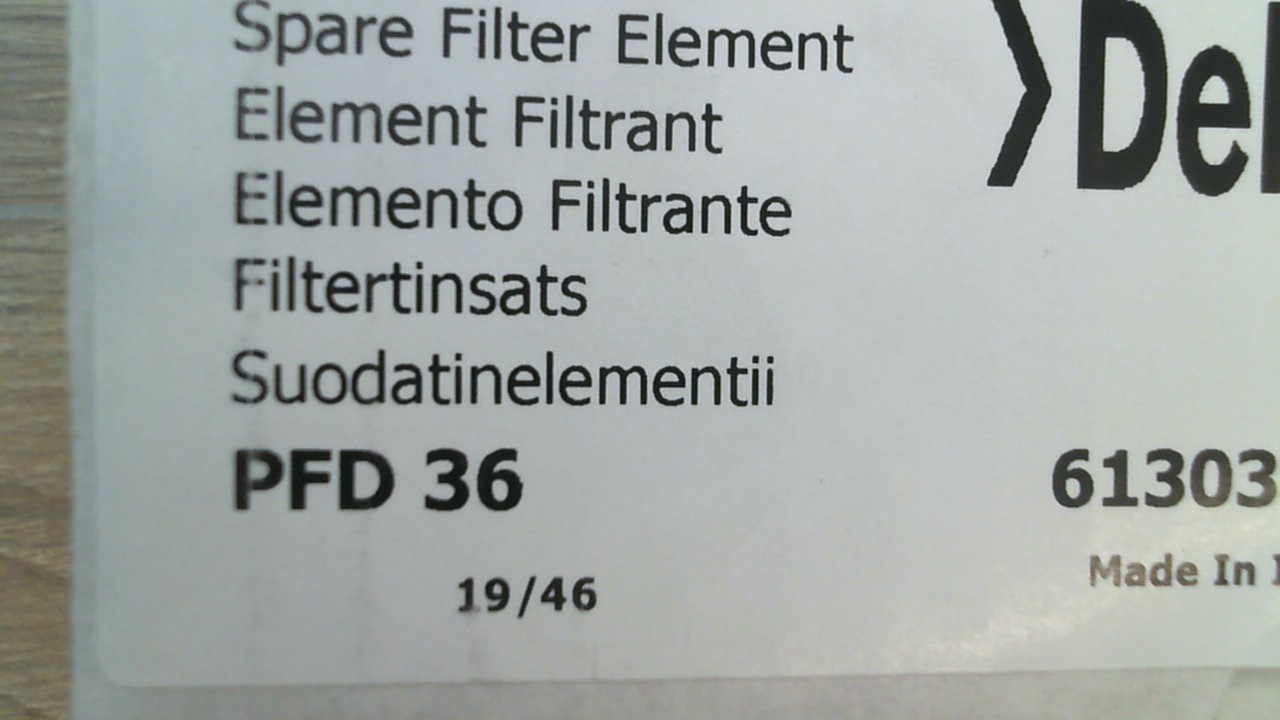 Spare Filter Element
Element Filtrant
Elemento Filtrante
Filtertinsats
Suodatinelementii
PFD 36
61303
19/46
Made In